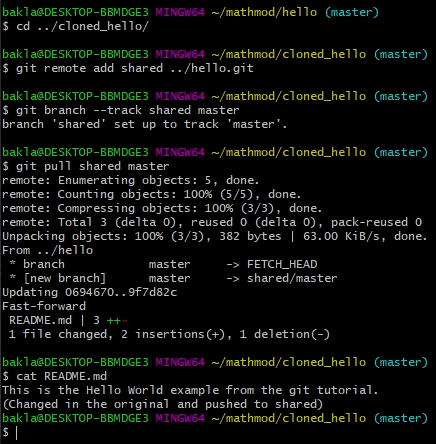 bakla@DESKTOP-BBMDGE3 MINGW64 ~/mathmod/hello (master)
$ cd ../cloned_hello/
bakla@DESKTOP-BBMDGE3 MINGW64 ~/mathmod/cloned_hello (master)
$ git remote add shared ../hello.git
bakla@DESKTOP-BBMDGE3 MINGW64 ~/mathmod/cloned_hello (master)
$ git branch --track shared master
branch 'shared' set up to track 'master'.
bakla@DESKTOP-BBMDGE3 MINGW64 ~/mathmod/cloned_hello (master)
$ git pull shared master
remote: Enumerating objects: 5, done.
remote: Counting objects: 100% (5/5), done.
remote: Compressing objects: 100% (3/3), done.
remote: Total 3 (delta 0), reused 0 (delta 0), pack-reused 0
Unpacking objects: 100% (3/3), 382 bytes | 63.00 KiB/s, done.
From ../hello
 * branch            master     -> FETCH_HEAD
 * [new branch]      master     -> shared/master
Updating 0694670..9f7d82c
Fast-forward
 README.md | 3 ++-
 1 file changed, 2 insertions(+), 1 deletion(-)
bakla@DESKTOP-BBMDGE3 MINGW64 ~/mathmod/cloned_hello (master)
$ cat README.md
This is the Hello World example from the git tutorial.
(Changed in the original and pushed to shared)
bakla@DESKTOP-BBMDGE3 MINGW64 ~/mathmod/cloned_hello (master)
$